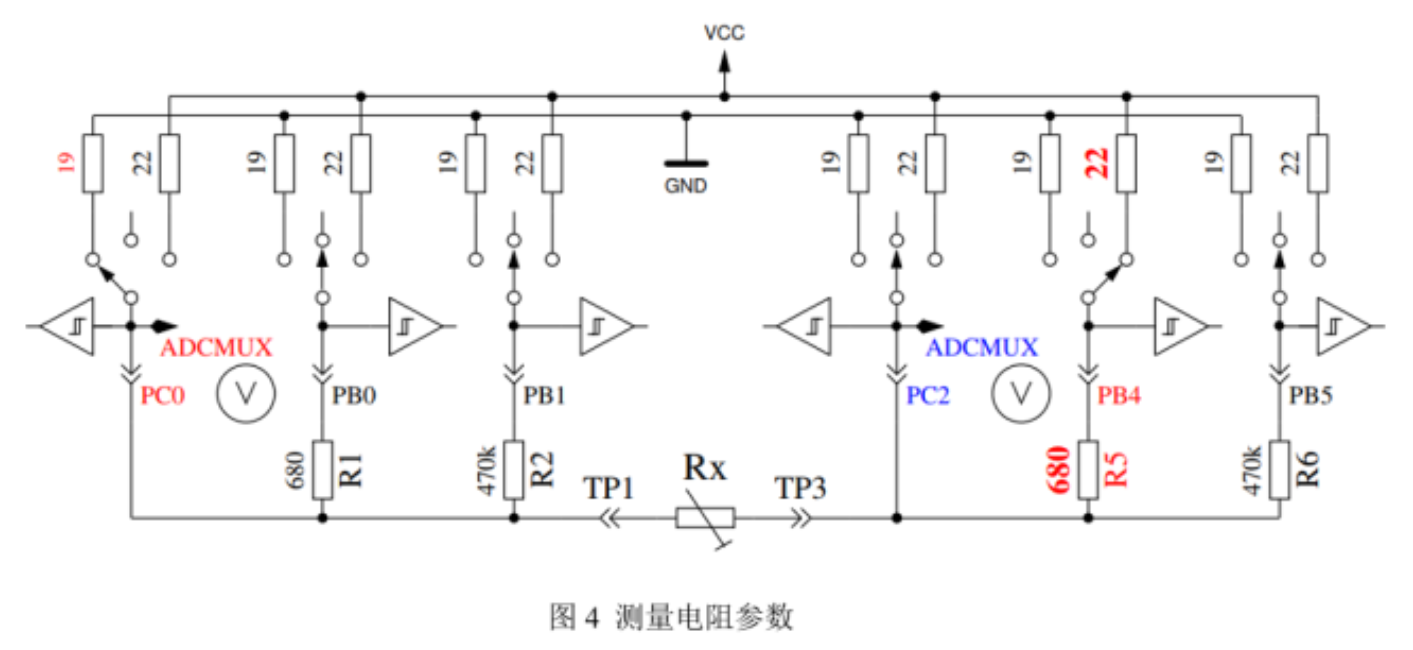 VCC
19 22 19 22 19 22 GND 19 22 19 22 19 22
ADCMUX ADCMUX
PC0 V PB0 PB1 PC2 V PB4 PB5
680 R1 470k R2 TP1 Rx TP3 680 R5 470k R6
图 4 测量电阻参数